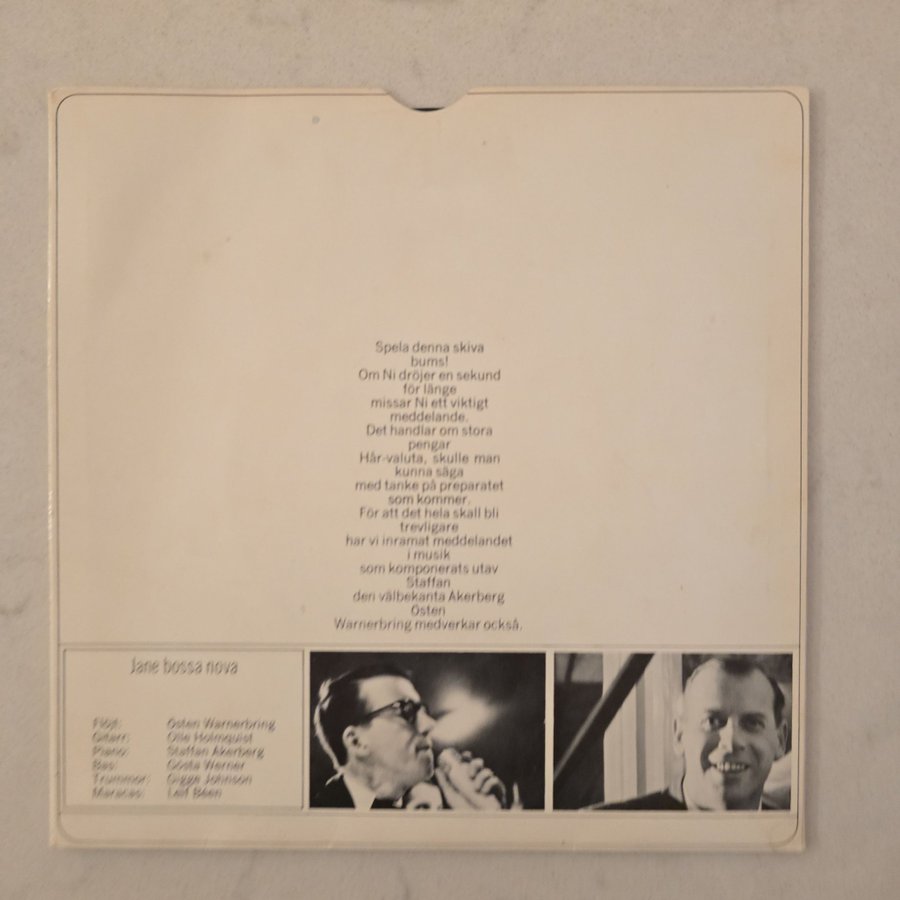 Spela denna skiva
bums!
Om Ni dröjer en sekund
för länge
missar Ni ett viktigt
meddelande.
Det handlar om stora
pengar
Hår-valuta, skulle man
kunna säga
med tanke på preparatet
som kommer.
För att det hela skall bli
trevligare
har vi inramat meddelandet
i musik
som komponerats utav
Staffan
den välbekanta Åkerberg
Östen
Warnerbring medverkar också.
Jane bossa nova
Flöjt: Östen Warnerbring
Gitarr: Olle Holmquist
Piano: Staffan Åkerberg
Bas: Gösta Werner
Trummor: Gigge Johnson
Maracas: Leif Béen